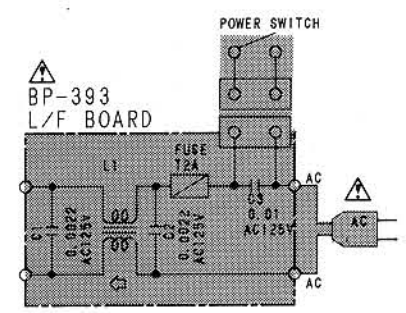 POWER SWITCH
BP-393
L/F BOARD
FUSE
T2A
L1
AC
C3
0.01
AC125V
AC
C1
0.0022
AC125V
C2
0.0022
AC125V
AC